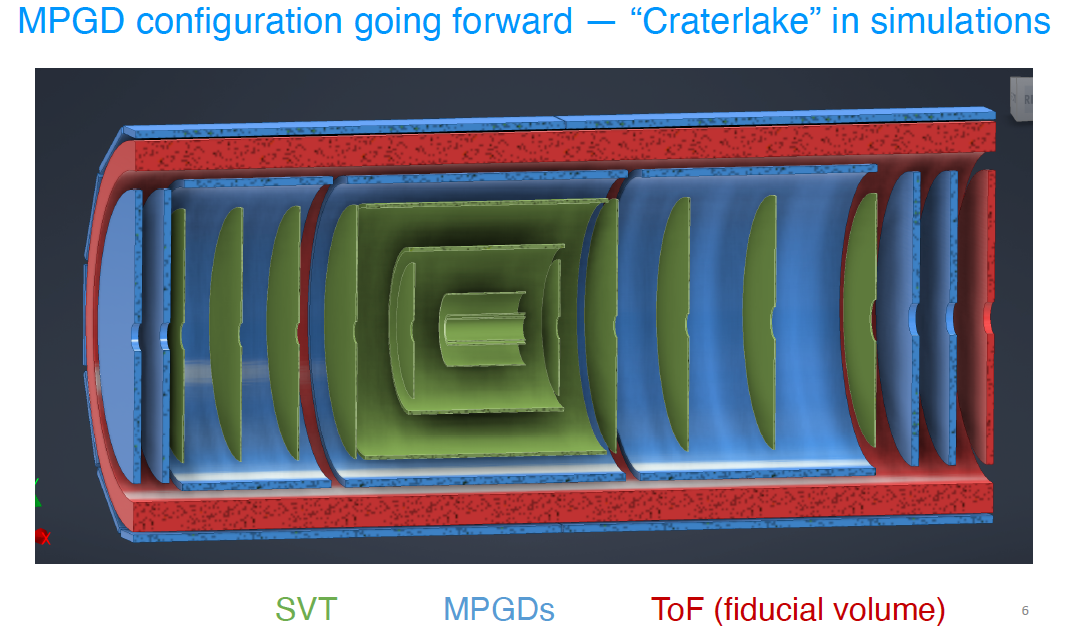 MPGD configuration going forward — “Craterlake” in simulations
Y
X
SVT MPGDs ToF (fiducial volume) 6